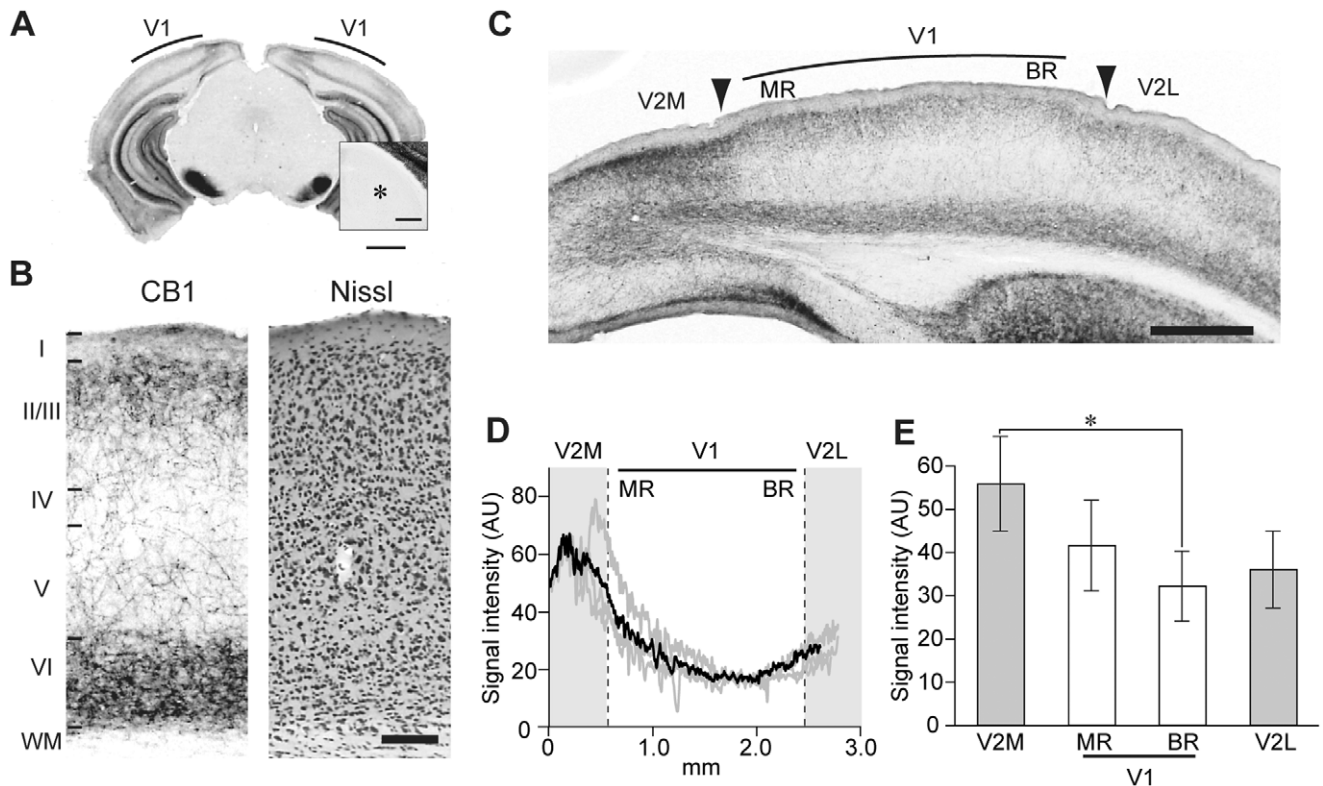 A
V1 V1
*
B
CB1 Nissl
I
II/III
IV
V
VI
WM
C
V1
MR BR
V2M V2L
D
V2M V1 V2L
MR BR
Signal intensity (AU)
80
60
40
20
0
0 1.0 2.0 3.0
mm
E
*
Signal intensity (AU)
60
50
40
30
20
10
0
V2M MR BR V2L
V1